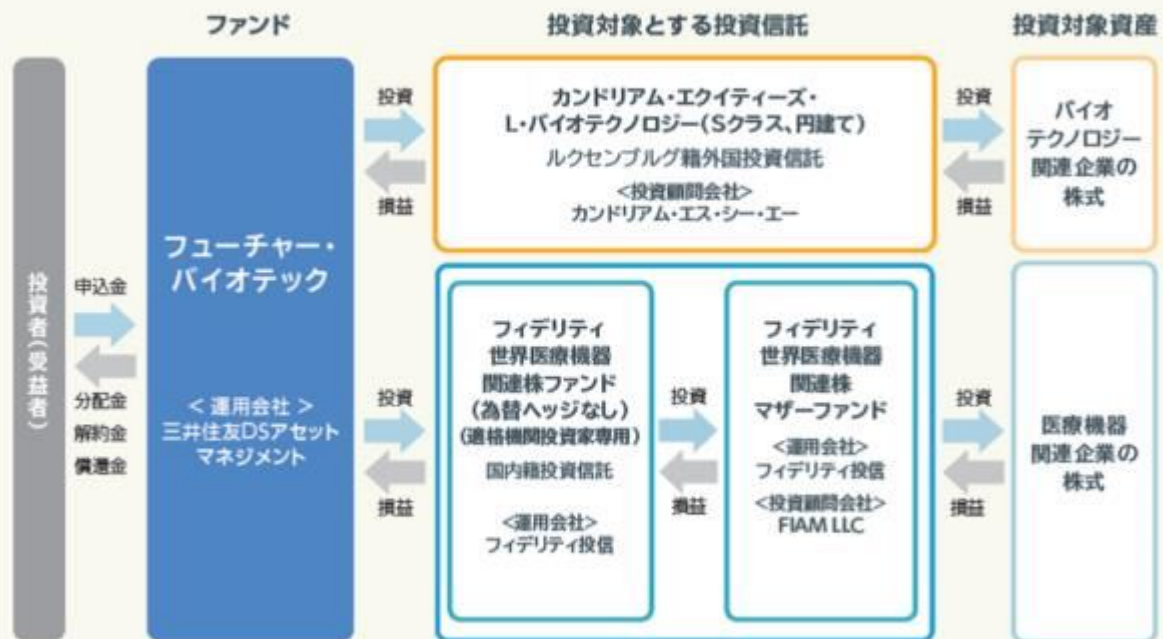 ファンド
投資対象とする投資信託
投資対象資産
投資者(受益者)
申込金
分配金
解約金
償還金
フューチャー・
バイオテック
<運用会社>
三井住友DSアセット
マネジメント
投資
損益
カンドリアム・エクイティーズ・
L・バイオテクノロジー(Sクラス、円建て)
ルクセンブルグ籍外国投資信託
<投資顧問会社>
カンドリアム・エス・シー・エー
投資
損益
バイオ
テクノロジー
関連企業の
株式
投資
損益
フィデリティ
世界医療機器
関連株ファンド
(為替ヘッジなし)
(適格機関投資家専用)
国内籍投資信託
<運用会社>
フィデリティ投信
投資
損益
フィデリティ
世界医療機器
関連株
マザーファンド
<運用会社>
フィデリティ投信
<投資顧問会社>
FIAM LLC
投資
損益
医療機器
関連企業の
株式